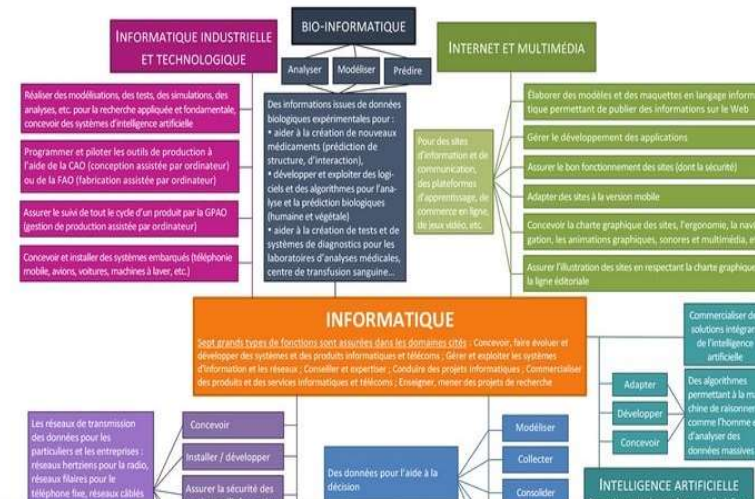 INFORMATIQUE INDUSTRIELLE
ET TECHNOLOGIQUE
Réaliser des modélisations, des tests, des simulations, des
analyses, etc. pour la recherche appliquée et fondamentale,
concevoir des systèmes d'intelligence artificielle
Programmer et piloter les outils de production à
l'aide de la CAO (conception assistée par ordinateur)
ou de la FAO (fabrication assistée par ordinateur)
Assurer le suivi de tout le cycle d'un produit par la GPAO
(gestion de production assistée par ordinateur)
Concevoir et installer des systèmes embarqués (téléphonie
mobile, avions, voitures, machines à laver, etc.)
BIO-INFORMATIQUE
Analyser
Modéliser
Prédire
Des informations issues de données
biologiques expérimentales pour :
• aider à la création de nouveaux
médicaments (prédiction de
structure, d'interaction),
• développer et exploiter des logi-
ciels et des algorithmes pour l'ana-
lyse et la prédiction biologiques
(humaine et végétale)
• aider à la création de tests et de
systèmes de diagnostics pour les
laboratoires d'analyses médicales,
centre de transfusion sanguine...
INTERNET ET MULTIMÉDIA
Pour des sites
d'information et de
communication,
des plateformes
d'apprentissage, de
commerce en ligne,
de jeux vidéo, etc.
Élaborer des modèles et des maquettes en langage inform
tique permettant de publier des informations sur le Web
Gérer le développement des applications
Assurer le bon fonctionnement des sites (dont la sécurité)
Adapter des sites à la version mobile
Concevoir la charte graphique des sites, l'ergonomie, la navi
gation, les animations graphiques, sonores et multimédia, e
Assurer l'illustration des sites en respectant la charte graphique
la ligne éditoriale
INFORMATIQUE
Sept grands types de fonctions sont assurées dans les domaines cités : Concevoir, faire évoluer et
développer des systèmes et des produits informatiques et télécoms ; Gérer et exploiter les systèmes
d'information et les réseaux ; Conseiller et expertiser ; Conduire des projets informatiques ; Commercialiser
des produits et des services informatiques et télécoms ; Enseigner, mener des projets de recherche
Commercialiser de
solutions intégran
de l'intelligence
artificielle
Adapter
Développer
Concevoir
Des algorithmes
permettant à la ma
chine de raisonner
comme l'homme e
d'analyser des
données massives
INTELLIGENCE ARTIFICIELLE
Les réseaux de transmission
des données pour les
particuliers et les entreprises :
réseaux hertziens pour la radio,
réseaux filaires pour le
téléphone fixe, réseaux câblés
Concevoir
Installer / développer
Assurer la sécurité des
Des données pour l'aide à la
décision
Modéliser
Collecter
Consolider